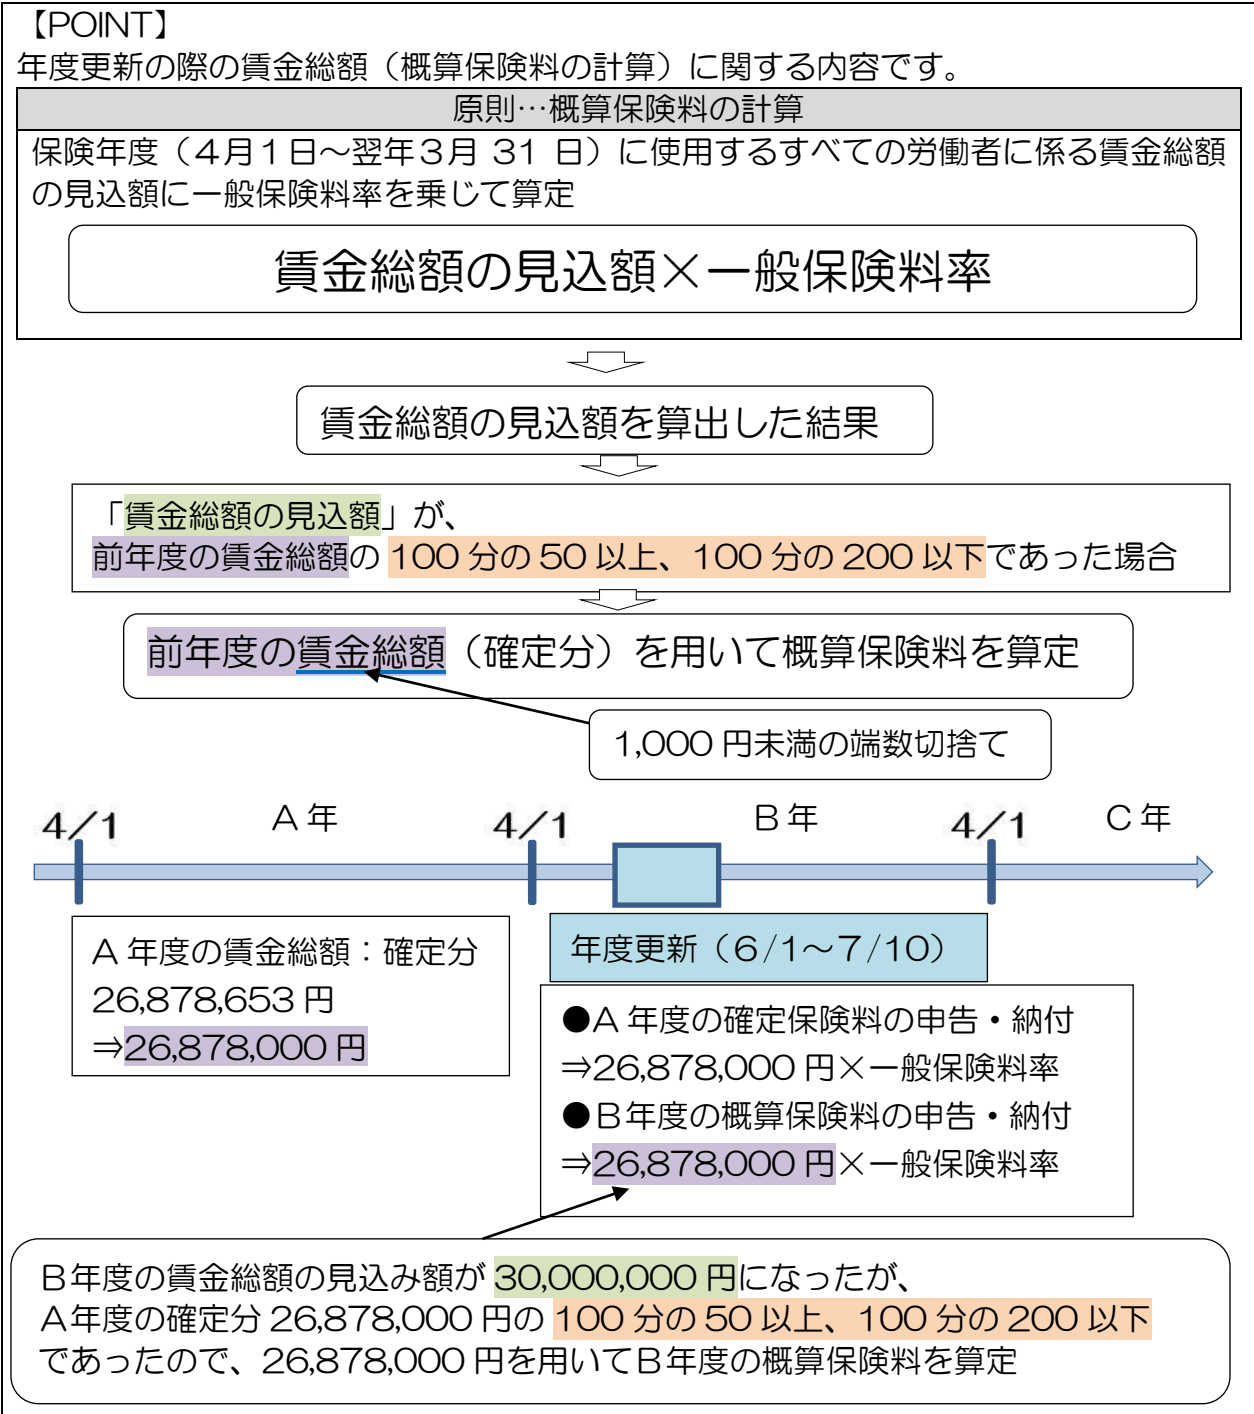 【POINT】
年度更新の際の賃金総額（概算保険料の計算）に関する内容です。
原則…概算保険料の計算
保険年度（4月1日～翌年3月 31 日）に使用するすべての労働者に係る賃金総額
の見込額に一般保険料率を乗じて算定
賃金総額の見込額×一般保険料率
賃金総額の見込額を算出した結果
「賃金総額の見込額」が、
前年度の賃金総額の 100 分の 50 以上、100 分の 200 以下であった場合
前年度の賃金総額（確定分）を用いて概算保険料を算定
1,000 円未満の端数切捨て
4/1 A 年 4/1 B 年 4/1 C 年
A 年度の賃金総額：確定分
26,878,653 円
⇒26,878,000 円
年度更新（6/1～7/10）
●A 年度の確定保険料の申告・納付
⇒26,878,000 円×一般保険料率
●B年度の概算保険料の申告・納付
⇒26,878,000 円×一般保険料率
B年度の賃金総額の見込み額が 30,000,000 円になったが、
A年度の確定分 26,878,000 円の 100 分の 50 以上、100 分の 200 以下
であったので、26,878,000 円を用いてB年度の概算保険料を算定